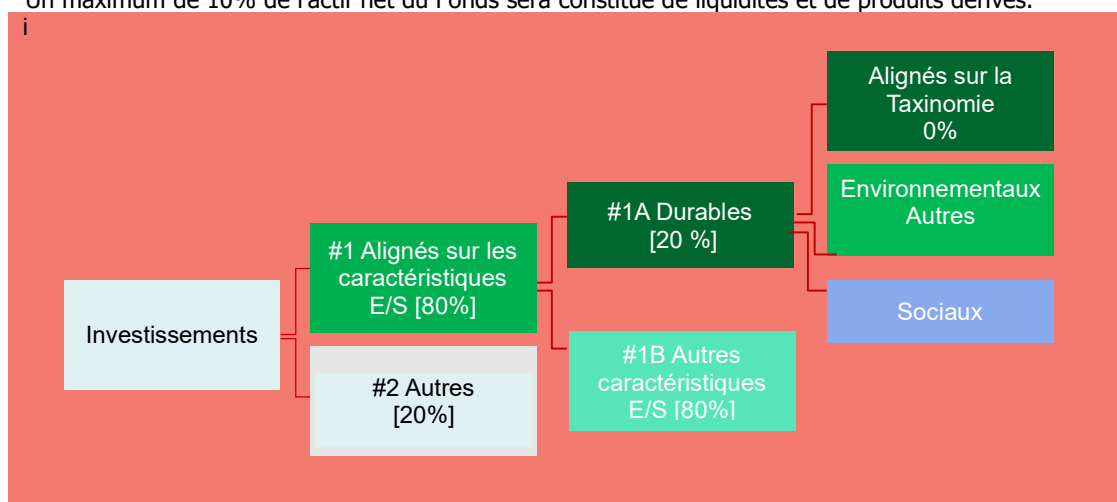 Un maximum de 10% de l'actif net du Fonds sera constitué de liquidités et de produits dérivés.
i
Alignés sur la
Taxinomie
0%
Environnementaux
Autres
#1A Durables
[20 %]
#1 Alignés sur les
caractéristiques
E/S [80%]
Sociaux
Investissements
#1B Autres
caractéristiques
E/S [80%]
#2 Autres
[20%]